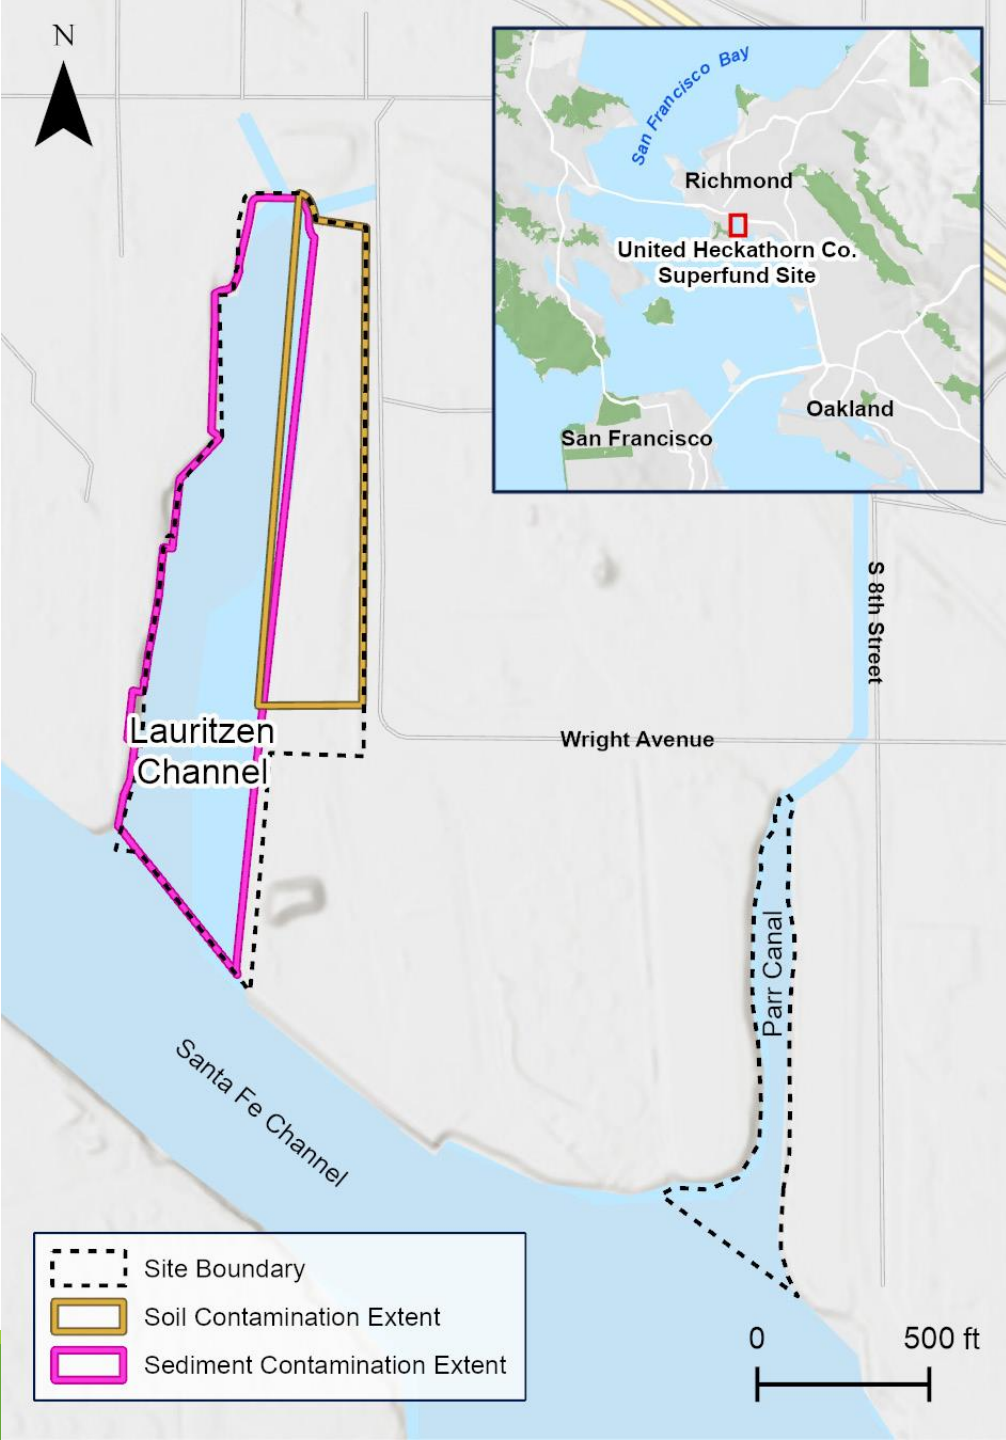 N
San Francisco Bay
Richmond
United Heckathorn Co.
Superfund Site
Oakland
San Francisco
S 8th Street
Lauritzen
Channel
Wright Avenue
Parr Canal
Santa Fe Channel
Site Boundary
Soil Contamination Extent
Sediment Contamination Extent
0 500 ft